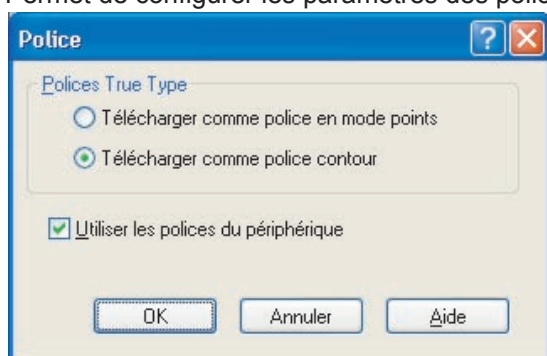 Permet de configurer les paramètres des polic
Police
Polices True Type
Télécharger comme police en mode points
Télécharger comme police contour
Utiliser les polices du périphérique
OK Annuler Aide